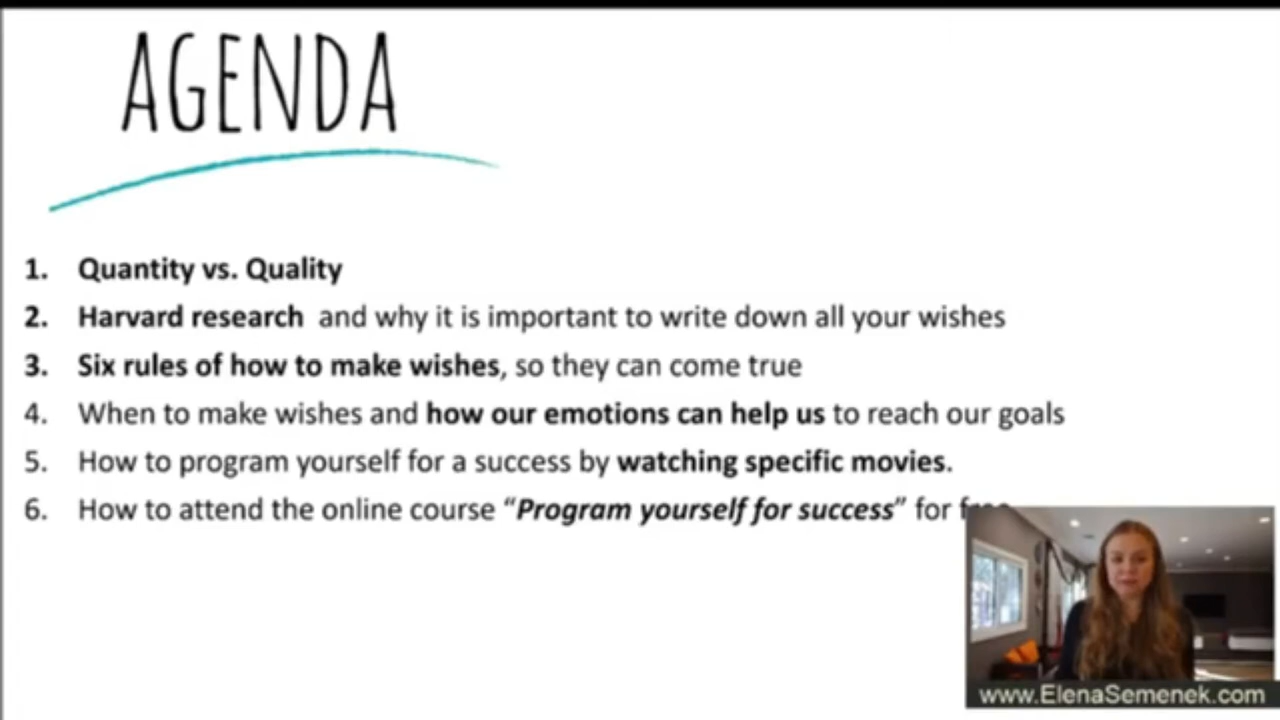 AGENDA
1. Quantity vs. Quality
2. Harvard research and why it is important to write down all your wishes
3. Six rules of how to make wishes, so they can come true
4. When to make wishes and how our emotions can help us to reach our goals
5. How to program yourself for a success by watching specific movies.
6. How to attend the online course “Program yourself for success” for free
www.ElenaSemenek.com